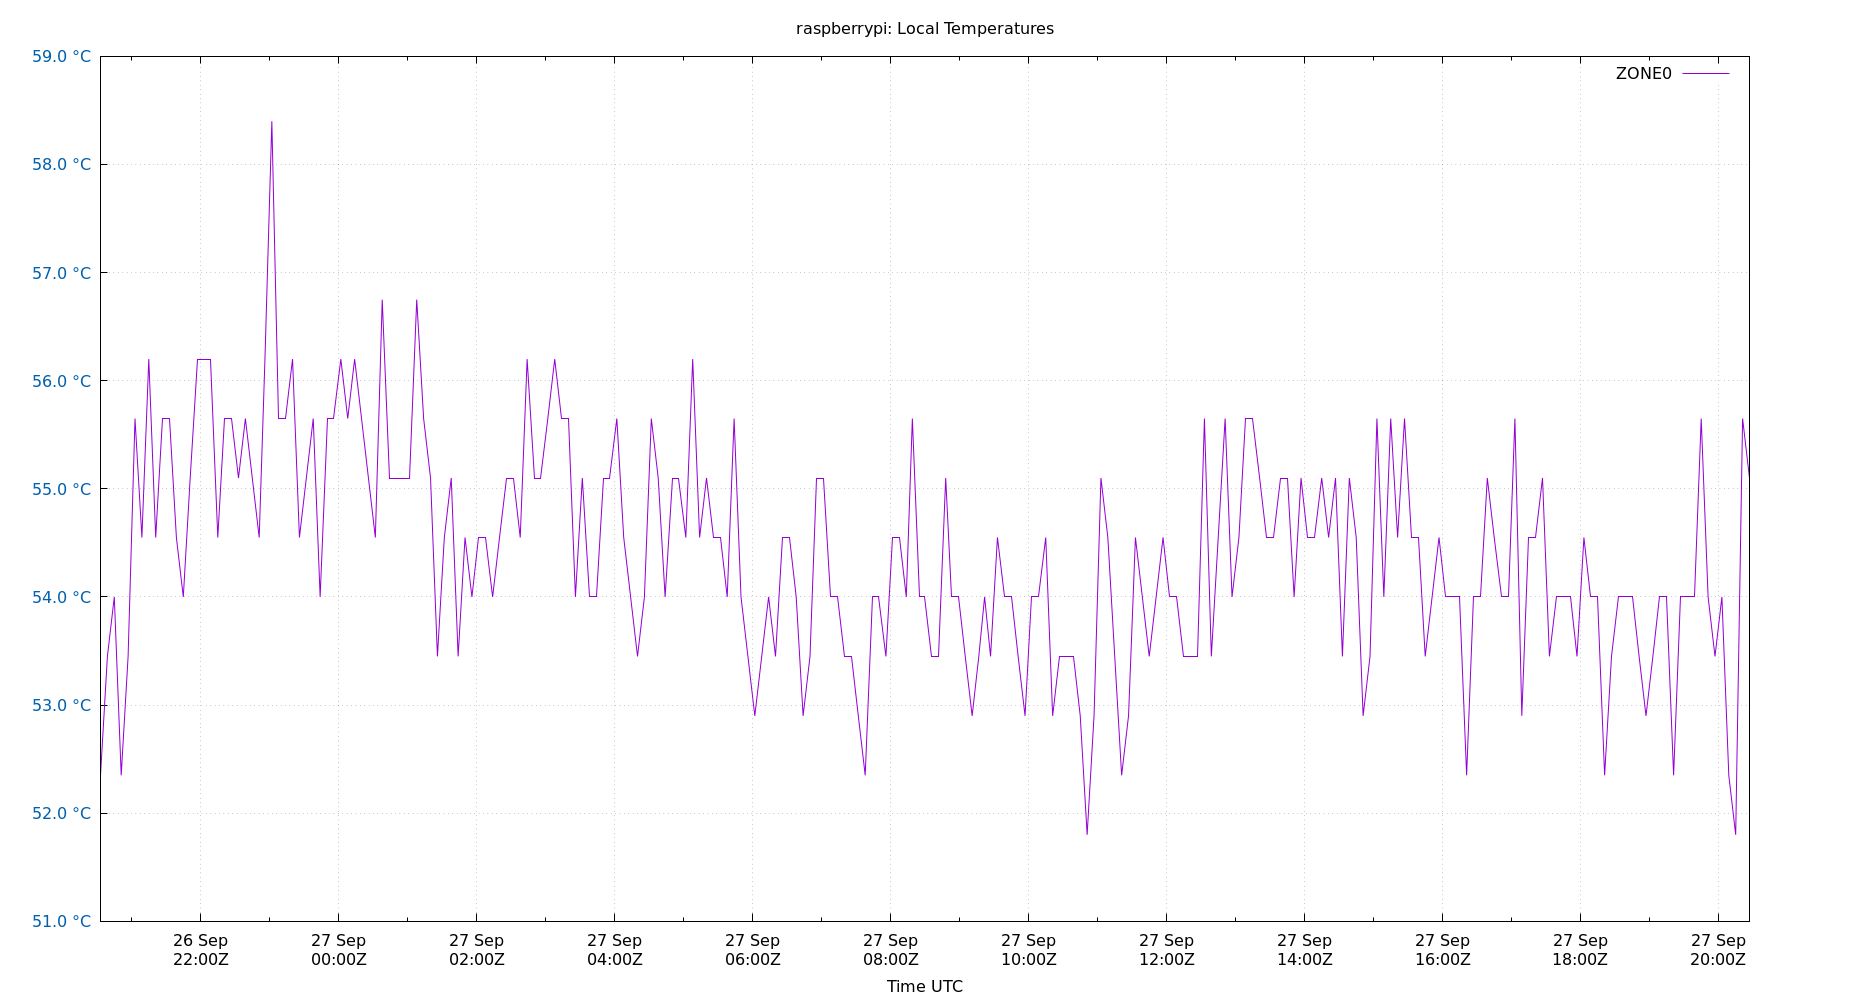 raspberrypi: Local Temperatures
59.0 °C
ZONE0
58.0 °C
57.0 °C
56.0 °C
55.0 °C
54.0 °C
53.0 °C
52.0 °C
51.0 °C
26 Sep 27 Sep 27 Sep 27 Sep 27 Sep 27 Sep 27 Sep 27 Sep 27 Sep 27 Sep 27 Sep 27 Sep
22:00Z 00:00Z 02:00Z 04:00Z 06:00Z 08:00Z 10:00Z 12:00Z 14:00Z 16:00Z 18:00Z 20:00Z
Time UTC